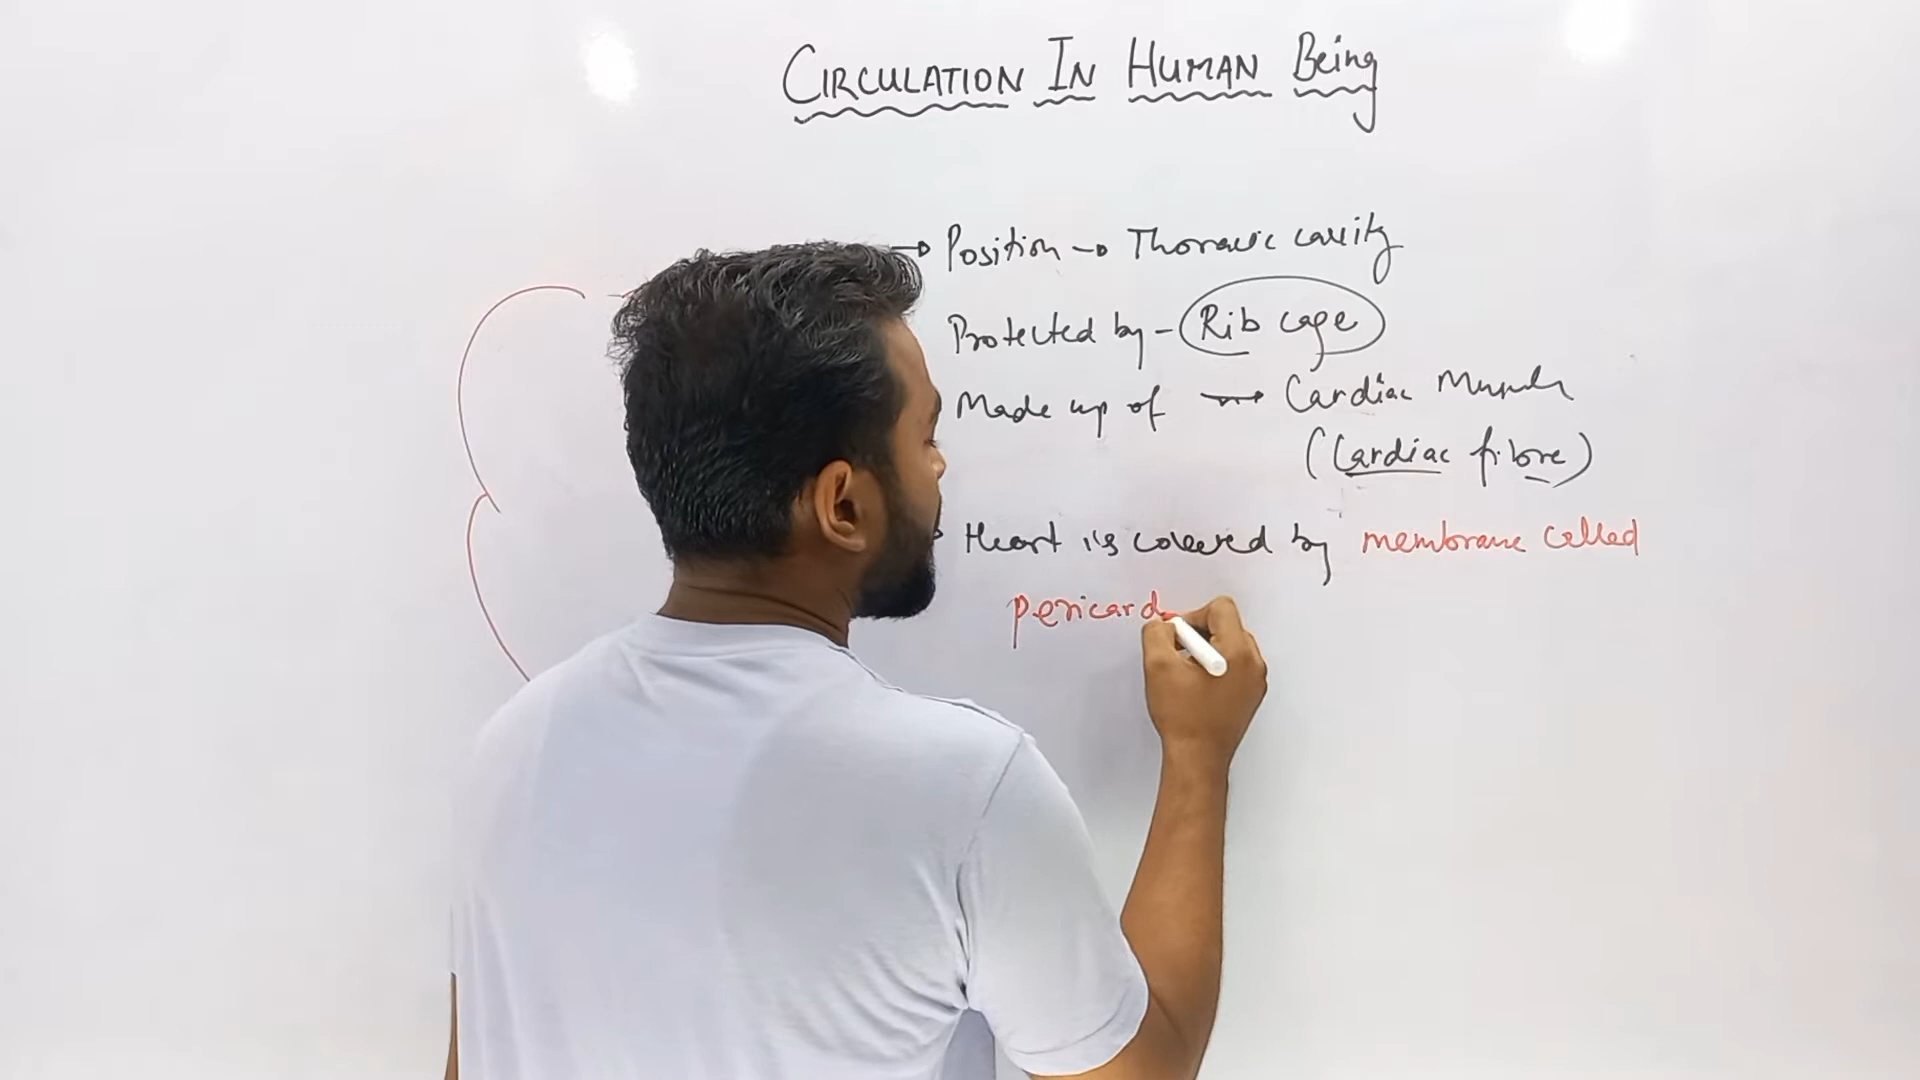 CIRCULATION IN HUMAN Being
→ Position → Thoracic cavity
Protected by - Rib cage
Made up of → Cardiac
(Cardiac fibre)
Heart is covered by membrane called
pericard